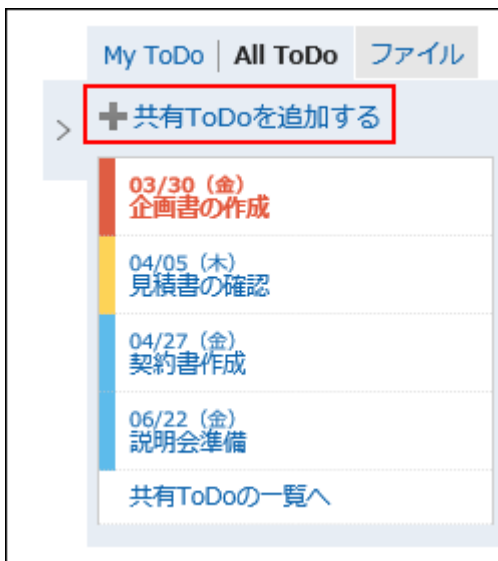 My ToDo | All ToDo ファイル
共有ToDoを追加する
03/30（金）
企画書の作成
04/05（木）
見積書の確認
04/27（金）
契約書作成
06/22（金）
説明会準備
共有ToDoの一覧へ